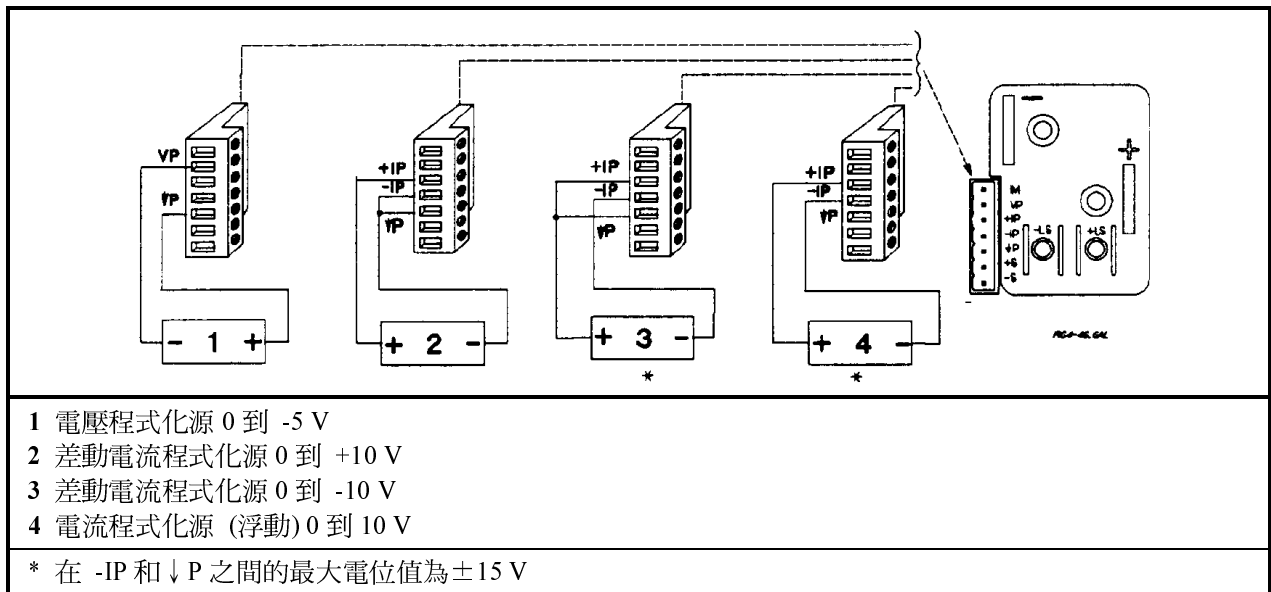 VP
↓P
- 1 +
+IP
-IP
↓P
+ 2 -
+IP
-IP
↓P
+ 3 -
*
+IP
-IP
↓P
+ 4 -
*
-
+
IM
VP
+IP
-IP
↓P
+S
-S
-LS
+LS
1 電壓程式化源 0 到 -5 V
2 差動電流程式化源 0 到 +10 V
3 差動電流程式化源 0 到 -10 V
4 電流程式化源 (浮動) 0 到 10 V
* 在 -IP 和 ↓ P 之間的最大電位值為±15 V